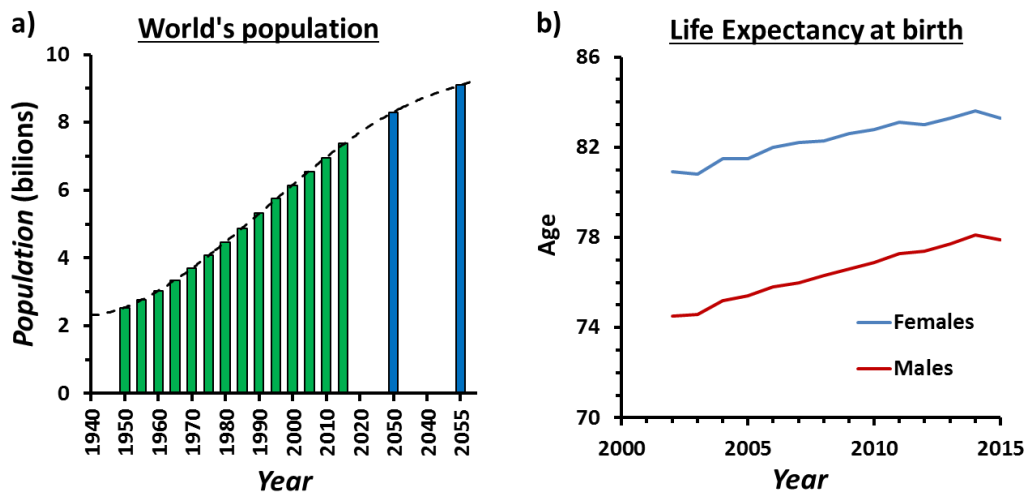 a)
World's population
Population (bilions)
10
8
6
4
2
0
1940
1950
1960
1970
1980
1990
2000
2010
2020
2050
2040
2055
Year
b)
Life Expectancy at birth
Age
86
82
78
74
70
Females
Males
2000
2005
2010
2015
Year